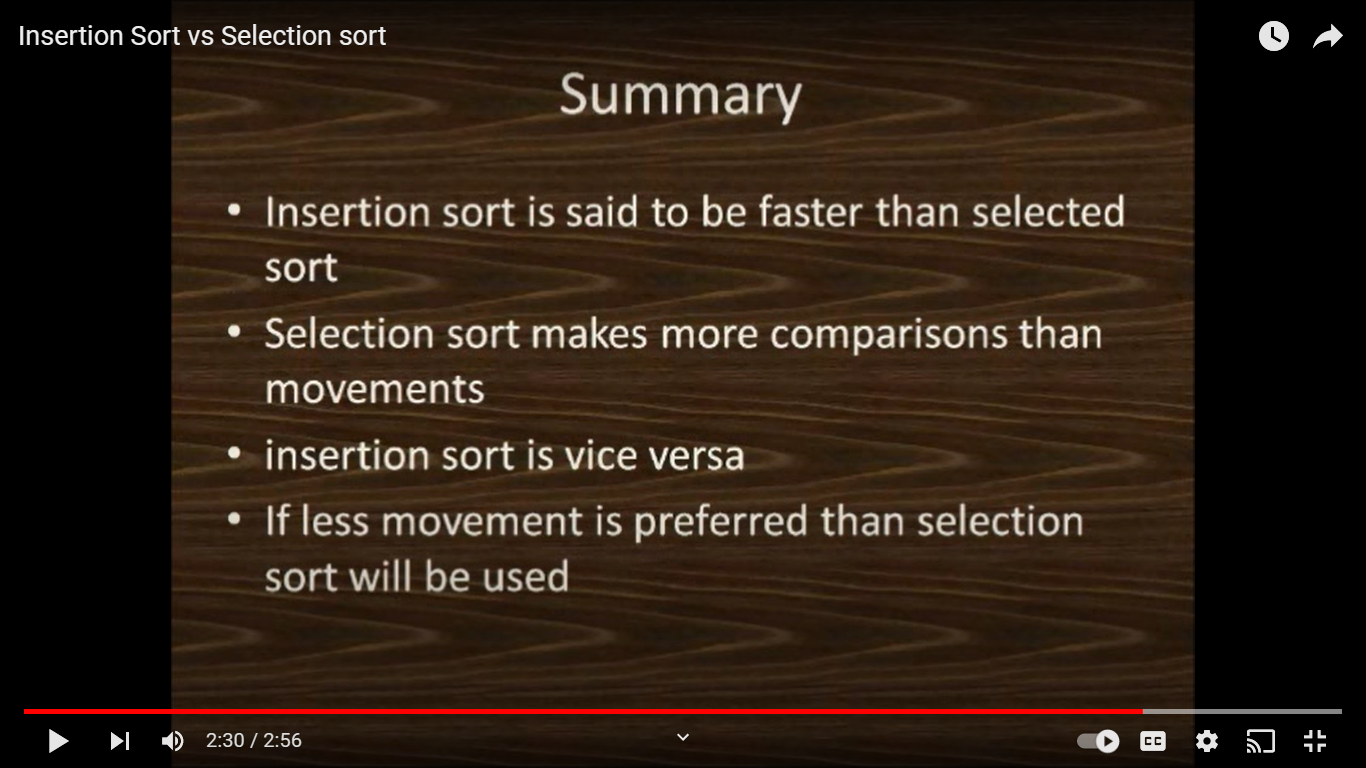 Insertion Sort vs Selection sort
Summary
• Insertion sort is said to be faster than selected
sort
• Selection sort makes more comparisons than
movements
• insertion sort is vice versa
• If less movement is preferred than selection
sort will be used
2:30 / 2:56
CC